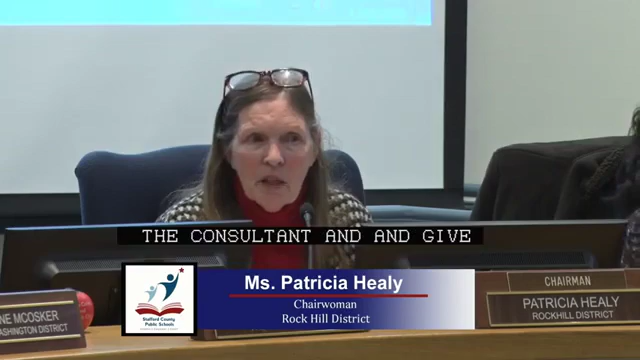 THE CONSULTANT AND AND GIVE
Ms. Patricia Healy
Chairwoman
Rock Hill District
Stafford County
Public Schools
NE MCOSKER
ASHINGTON DISTRICT
CHAIRMAN
PATRICIA HEALY
ROCKHILL DISTRICT